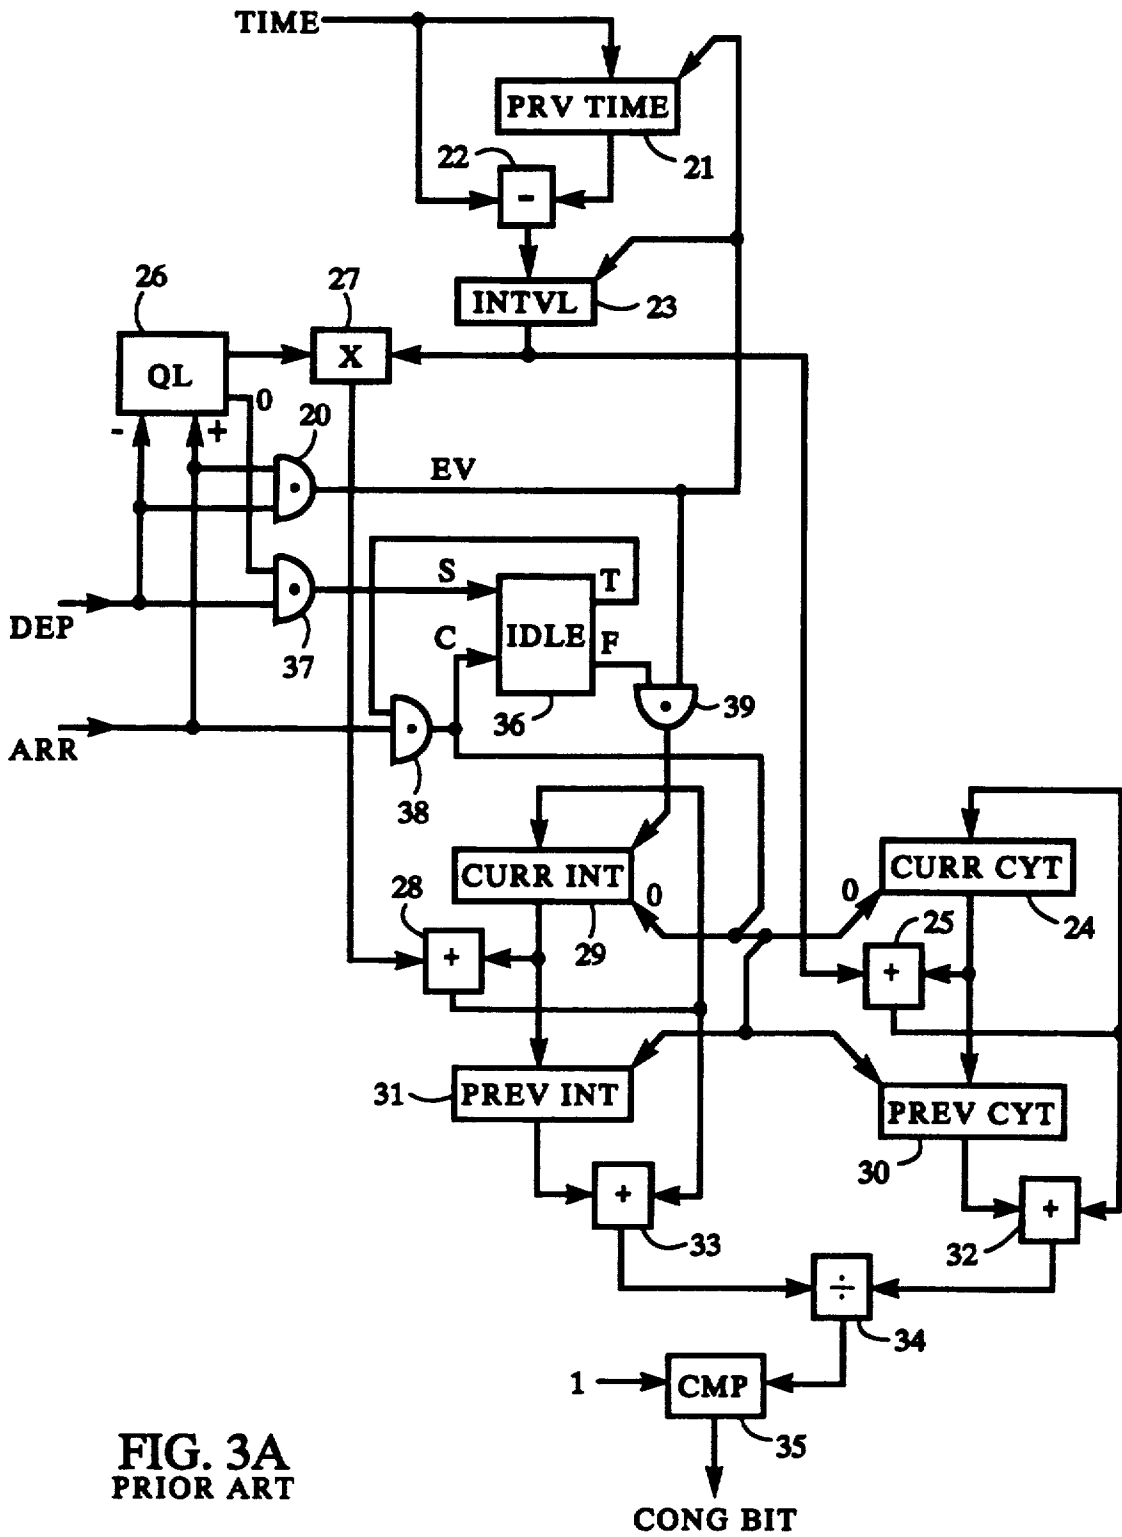 TIME
PRV TIME
22
-
21
26
27
INTVL
23
QL
X
0
20
- +
EV
S
T
DEP
IDLE
C
F
37
36
39
ARR
38
CURR INT
CURR CYT
0
0
28
25
29
24
+
+
31
PREV INT
PREV CYT
30
+
+
33
32
÷
34
1
CMP
35
FIG. 3A
PRIOR ART
CONG BIT